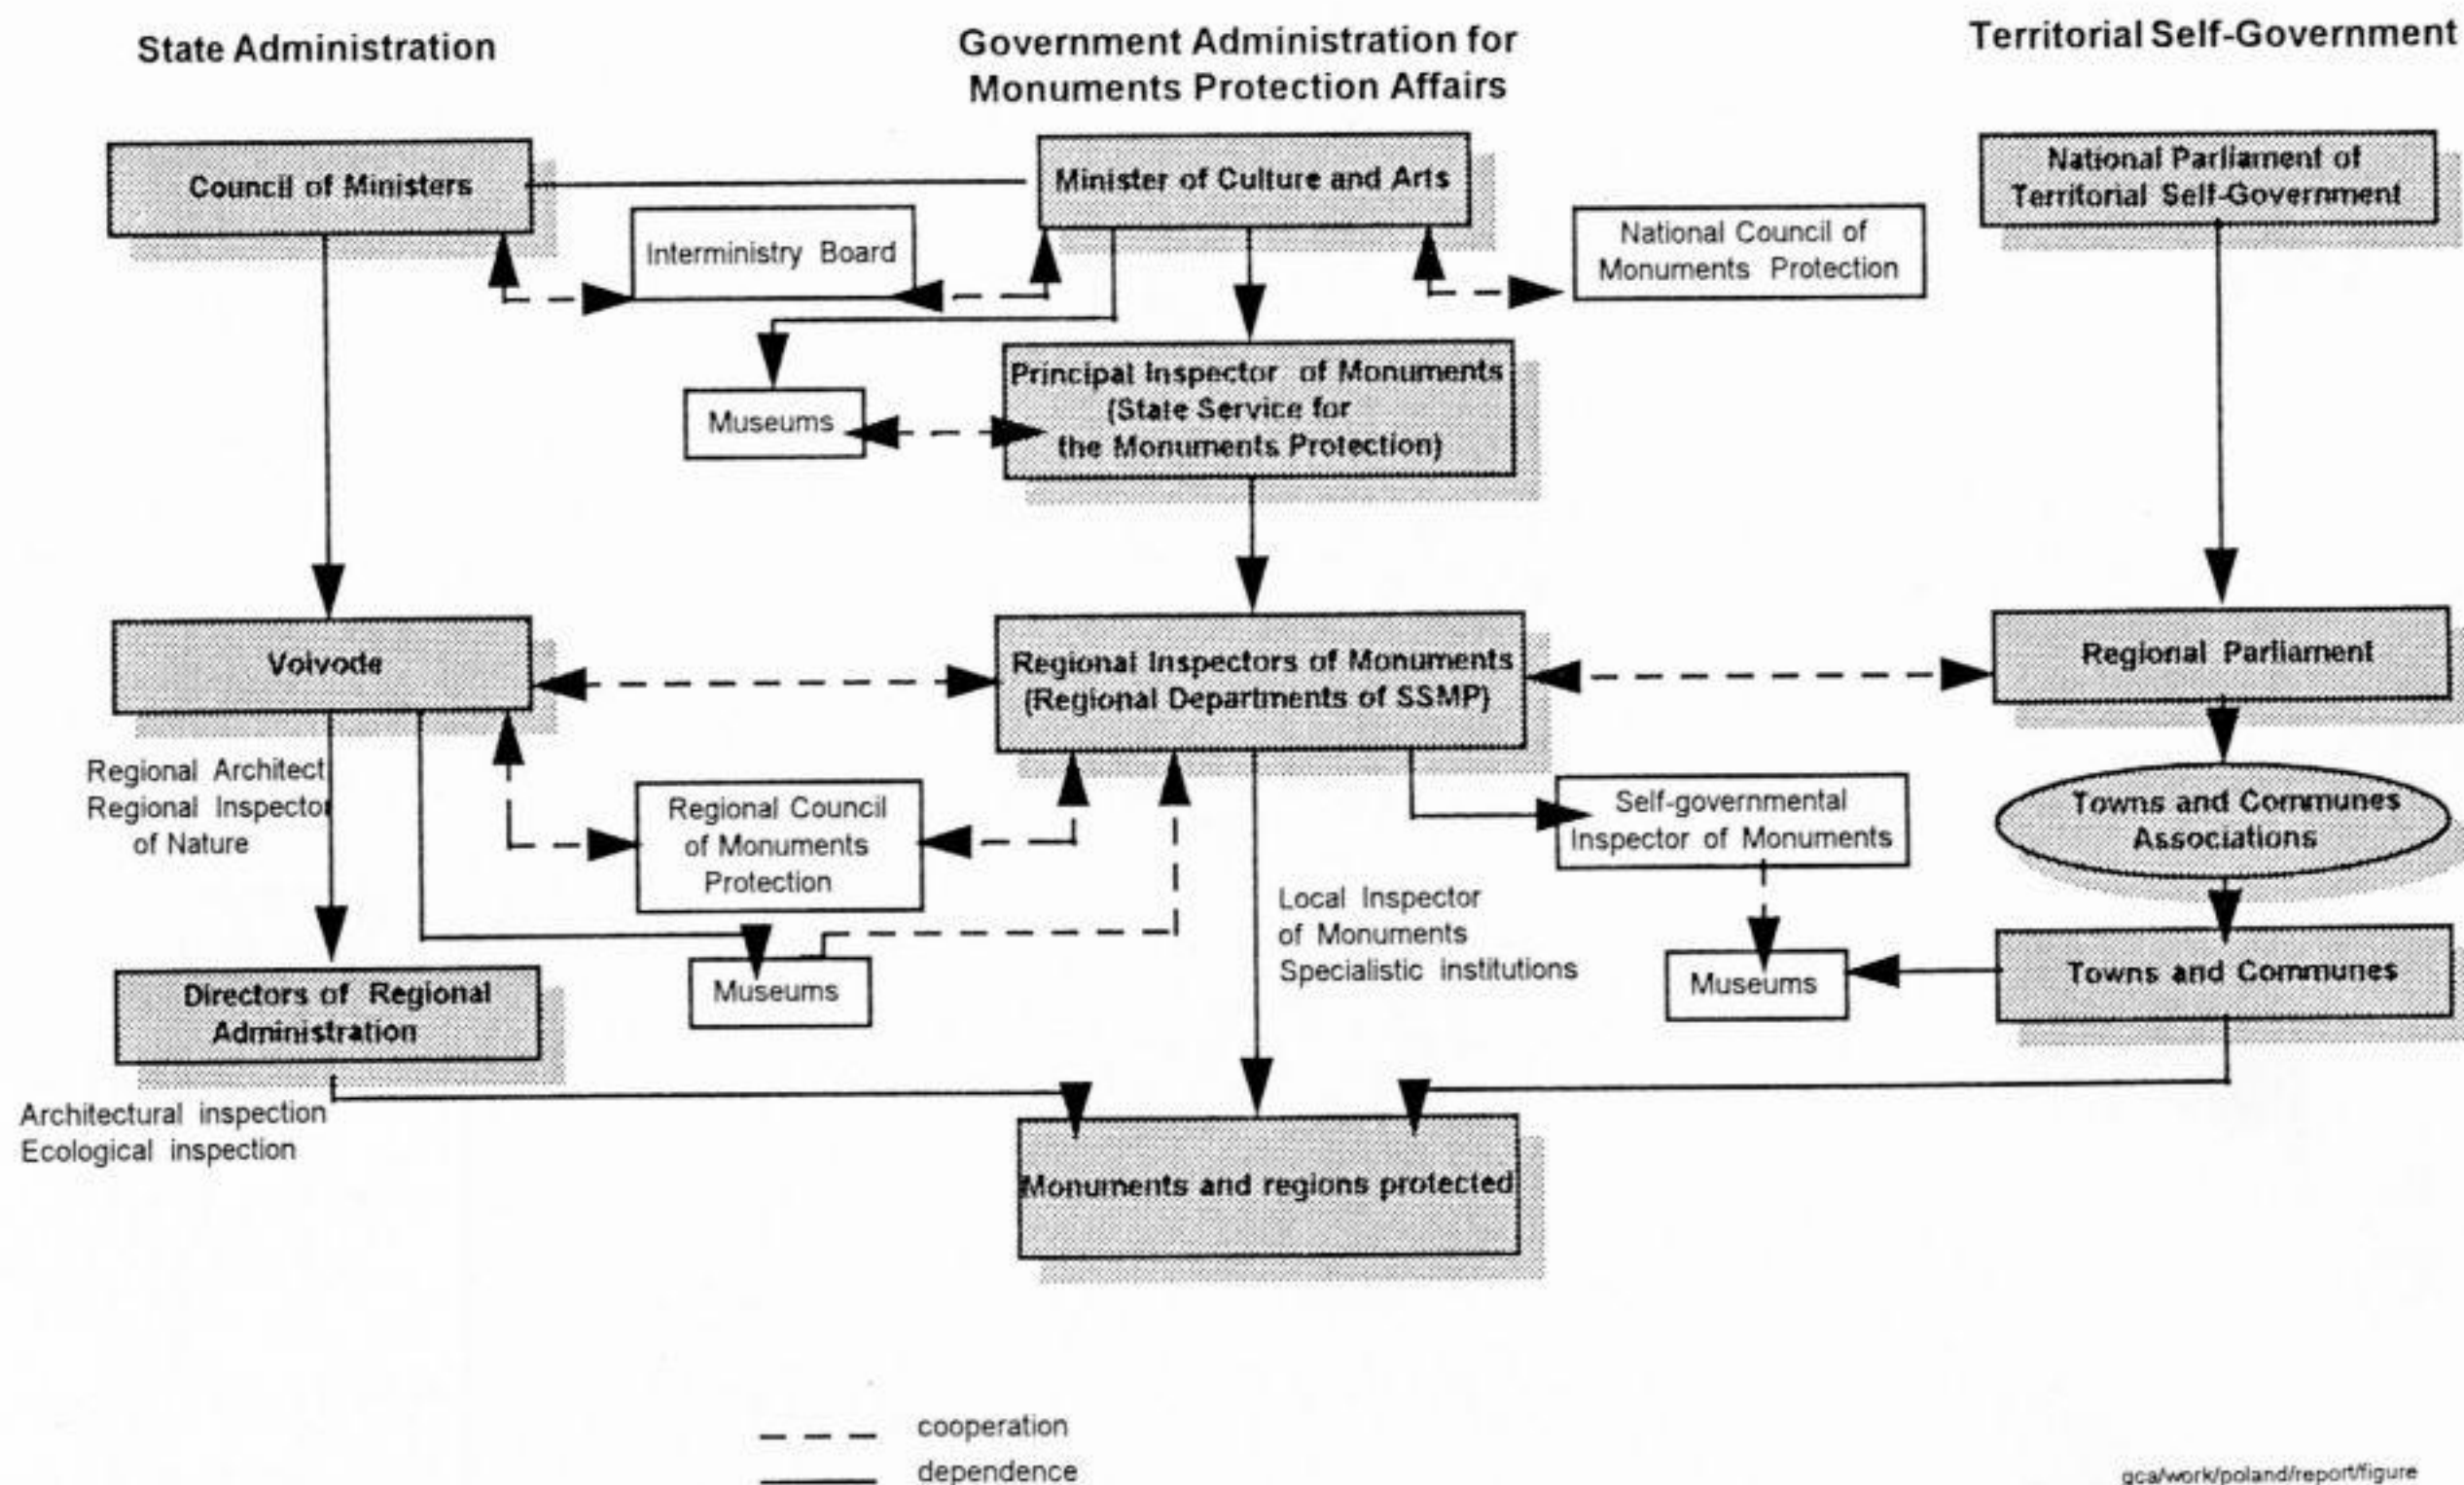 State Administration
Government Administration for
Monuments Protection Affairs
Territorial Self-Government
Council of Ministers
Minister of Culture and Arts
National Parliament of
Territorial Self-Government
Interministry Board
National Council of
Monuments Protection
Principal Inspector of Monuments
(State Service for
the Monuments Protection)
Museums
Voivode
Regional Inspectors of Monuments
(Regional Departments of SSMP)
Regional Parliament
Regional Architect
Regional Inspector
of Nature
Regional Council
of Monuments
Protection
Self-governmental
Inspector of Monuments
Towns and Communes
Associations
Local Inspector
of Monuments
Specialistic institutions
Directors of Regional
Administration
Museums
Museums
Towns and Communes
Architectural inspection
Ecological inspection
Monuments and regions protected
cooperation
dependence
gca/work/poland/report/figure